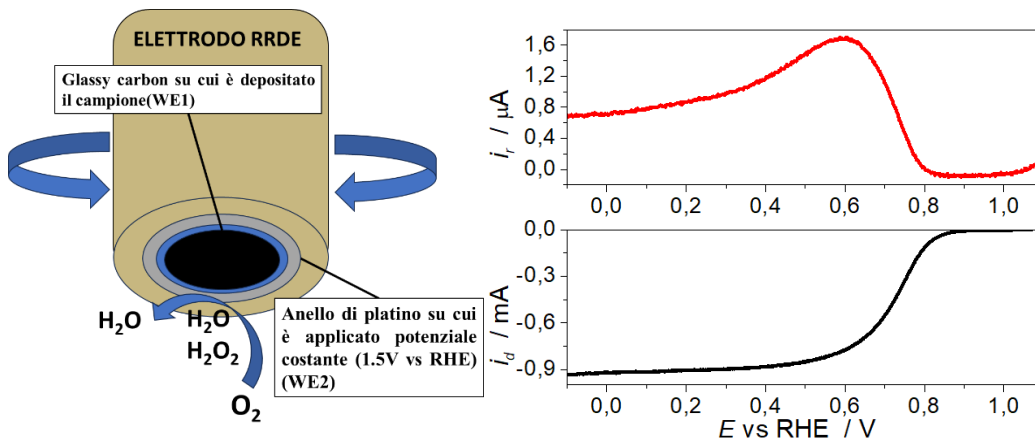 ELETTRODO RRDE
Glassy carbon su cui è depositato
il campione(WE1)
H₂O
H₂O
H₂O₂
O₂
Anello di platino su cui
è applicato potenziale
costante (1.5V vs RHE)
(WE2)
1,6
1,2
0,8
0,4
0,0
i_r / μA
0,0 0,2 0,4 0,6 0,8 1,0
0,0
-0,3
-0,6
-0,9
i_d / mA
0,0 0,2 0,4 0,6 0,8 1,0
E vs RHE / V